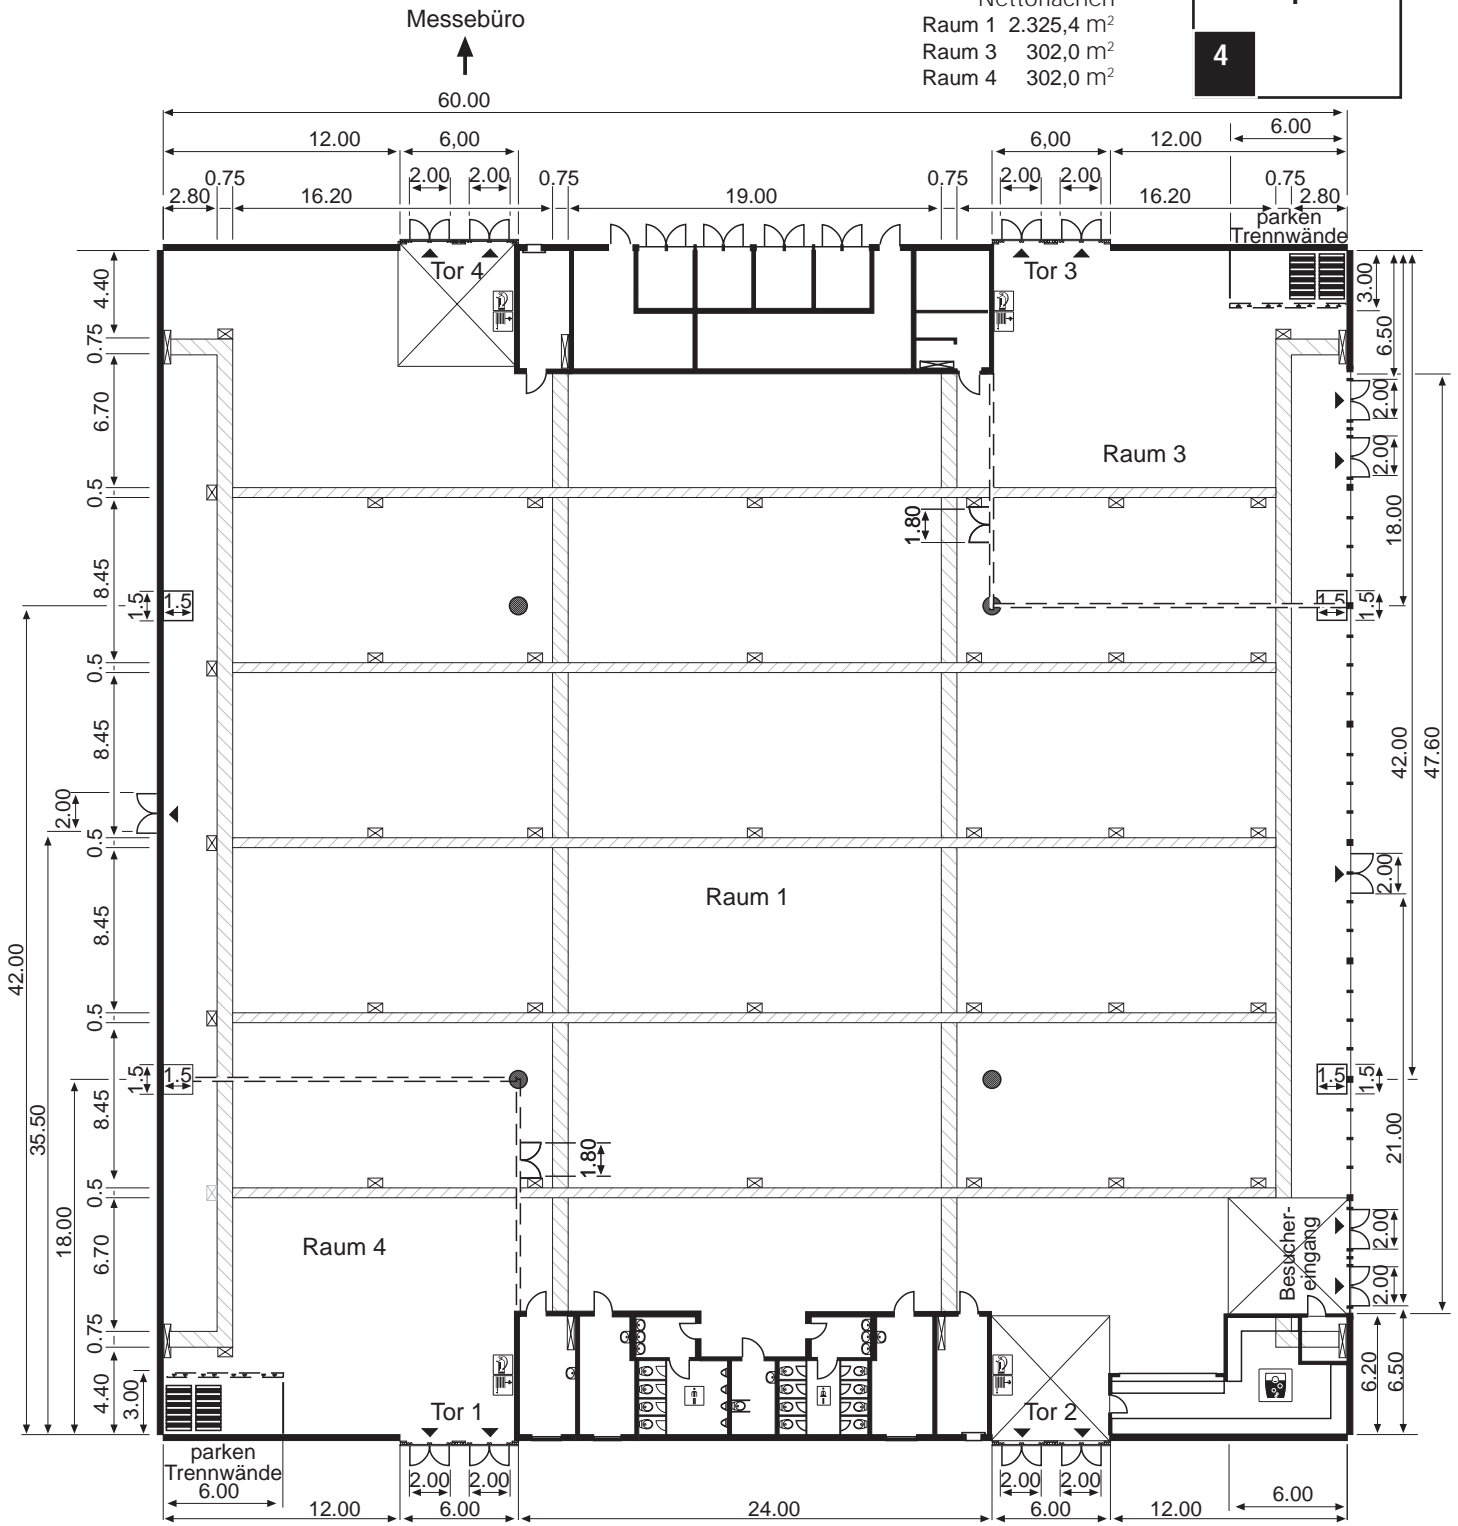 Messebüro
Nettoflächen
Raum 1 2.325,4 m²
Raum 3 302,0 m²
Raum 4 302,0 m²
4
60.00
12.00 6,00 6,00 12.00 6.00
2.00 2.00 2.00 2.00
0.75 0.75 0.75 0.75
2.80 16.20 19.00 16.20 2.80
parken
Trennwände
Tor 4
Tor 3
4.40
3.00
0.75
6.50
6.70
2.00
2.00
Raum 3
0.5
1.80
18.00
8.45
1.5 1.5
1.5 1.5
0.5
8.45
42.00
47.60
2.00
0.5
2.00
Raum 1
8.45
42.00
0.5
1.5 1.5
1.5 1.5
8.45
35.50
1.80
21.00
0.5
18.00
Raum 4
6.70
Besucher-
eingang
2.00
2.00
0.75
4.40
3.00
6.20
6.50
Tor 1
Tor 2
parken
Trennwände
6.00
2.00 2.00 2.00 2.00
6.00
12.00 6.00 24.00 6.00 12.00